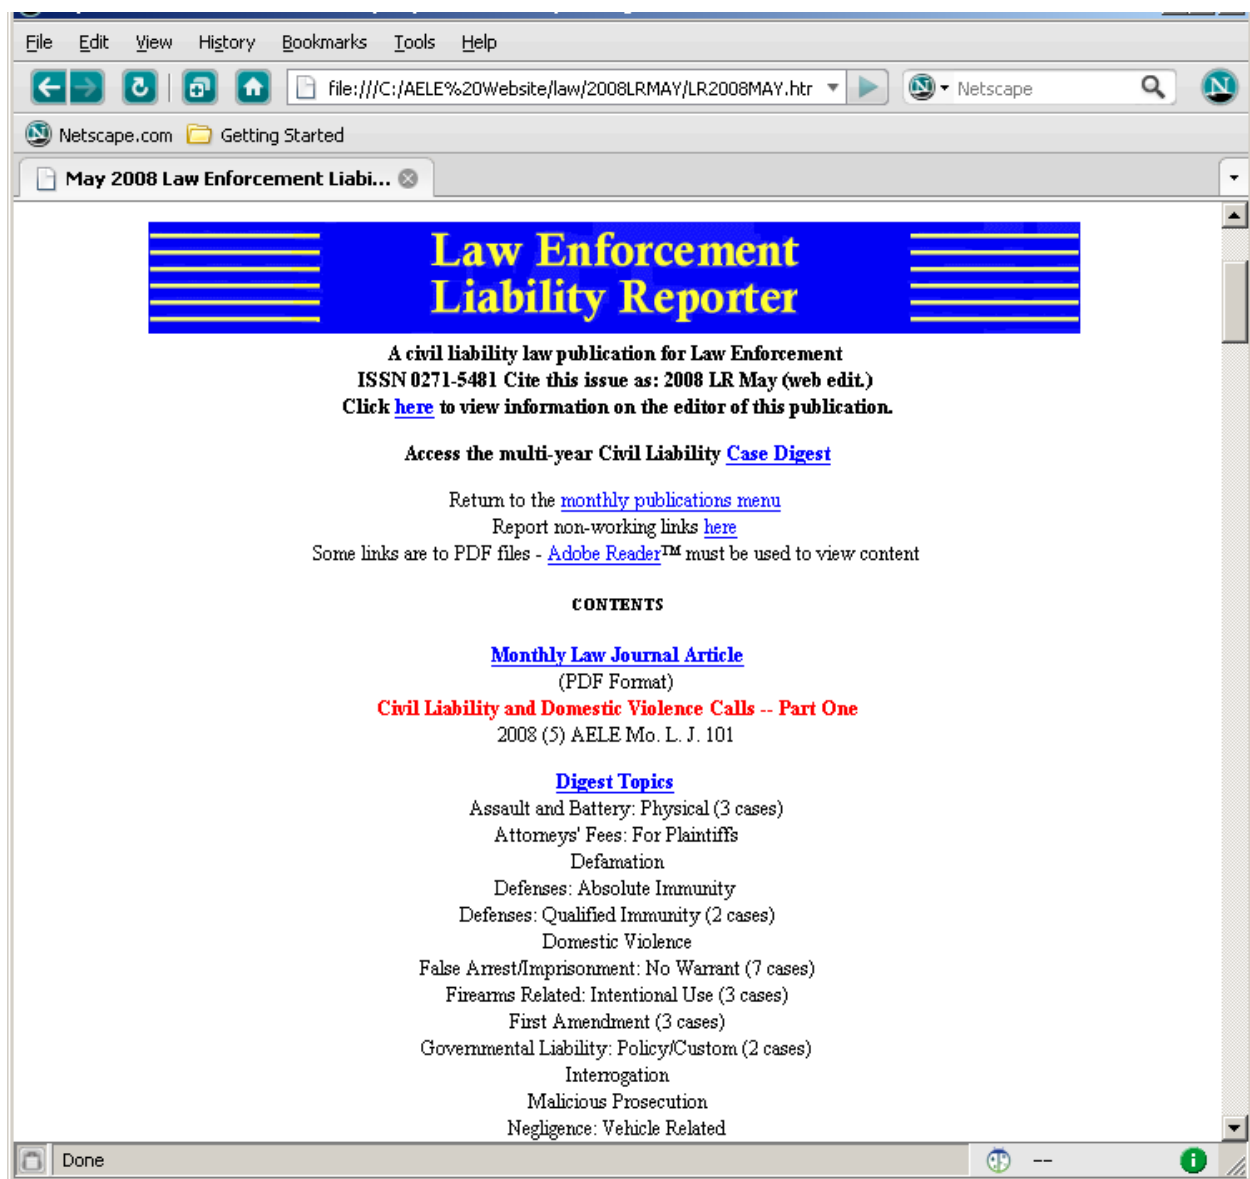 File Edit View History Bookmarks Tools Help
file:///C:/AELE%20Website/law/2008LRMAY/LR2008MAY.htr Netscape
Netscape.com Getting Started
May 2008 Law Enforcement Liabi...
Law Enforcement
Liability Reporter
A civil liability law publication for Law Enforcement
ISSN 0271-5481 Cite this issue as: 2008 LR May (web edit.)
Click here to view information on the editor of this publication.
Access the multi-year Civil Liability Case Digest
Return to the monthly publications menu
Report non-working links here
Some links are to PDF files - Adobe Reader™ must be used to view content
CONTENTS
Monthly Law Journal Article
(PDF Format)
Civil Liability and Domestic Violence Calls -- Part One
2008 (5) AELE Mo. L. J. 101
Digest Topics
Assault and Battery: Physical (3 cases)
Attorneys' Fees: For Plaintiffs
Defamation
Defenses: Absolute Immunity
Defenses: Qualified Immunity (2 cases)
Domestic Violence
False Arrest/Imprisonment: No Warrant (7 cases)
Firearms Related: Intentional Use (3 cases)
First Amendment (3 cases)
Governmental Liability: Policy/Custom (2 cases)
Interrogation
Malicious Prosecution
Negligence: Vehicle Related
Done --